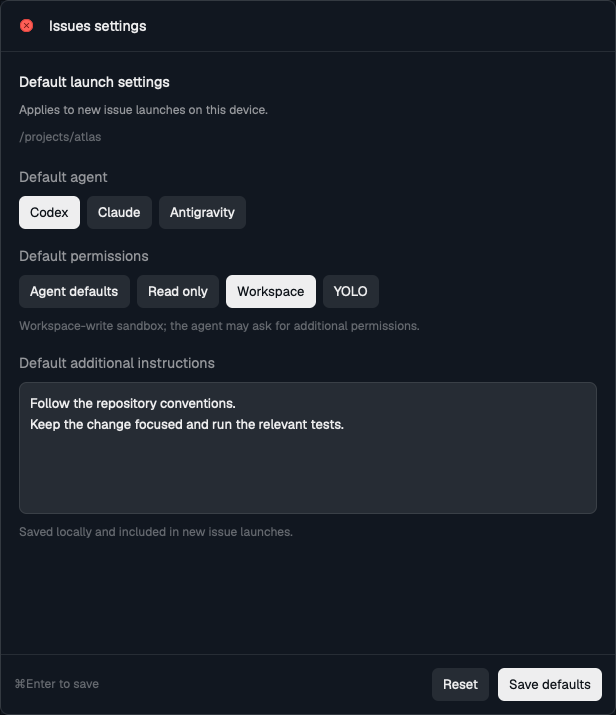 Issues settings
Default launch settings
Applies to new issue launches on this device.
/projects/atlas
Default agent
Codex Claude Antigravity
Default permissions
Agent defaults Read only Workspace YOLO
Workspace-write sandbox; the agent may ask for additional permissions.
Default additional instructions
Follow the repository conventions.
Keep the change focused and run the relevant tests.
Saved locally and included in new issue launches.
⌘Enter to save Reset Save defaults